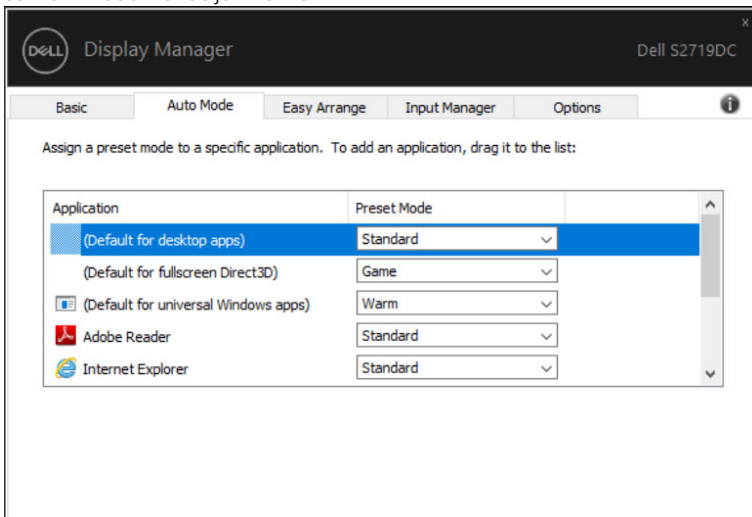 DELL Display Manager
Dell S2719DC
Basic Auto Mode Easy Arrange Input Manager Options
Assign a preset mode to a specific application. To add an application, drag it to the list:
Application Preset Mode
(Default for desktop apps) Standard
(Default for fullscreen Direct3D) Game
(Default for universal Windows apps) Warm
Adobe Reader Standard
Internet Explorer Standard